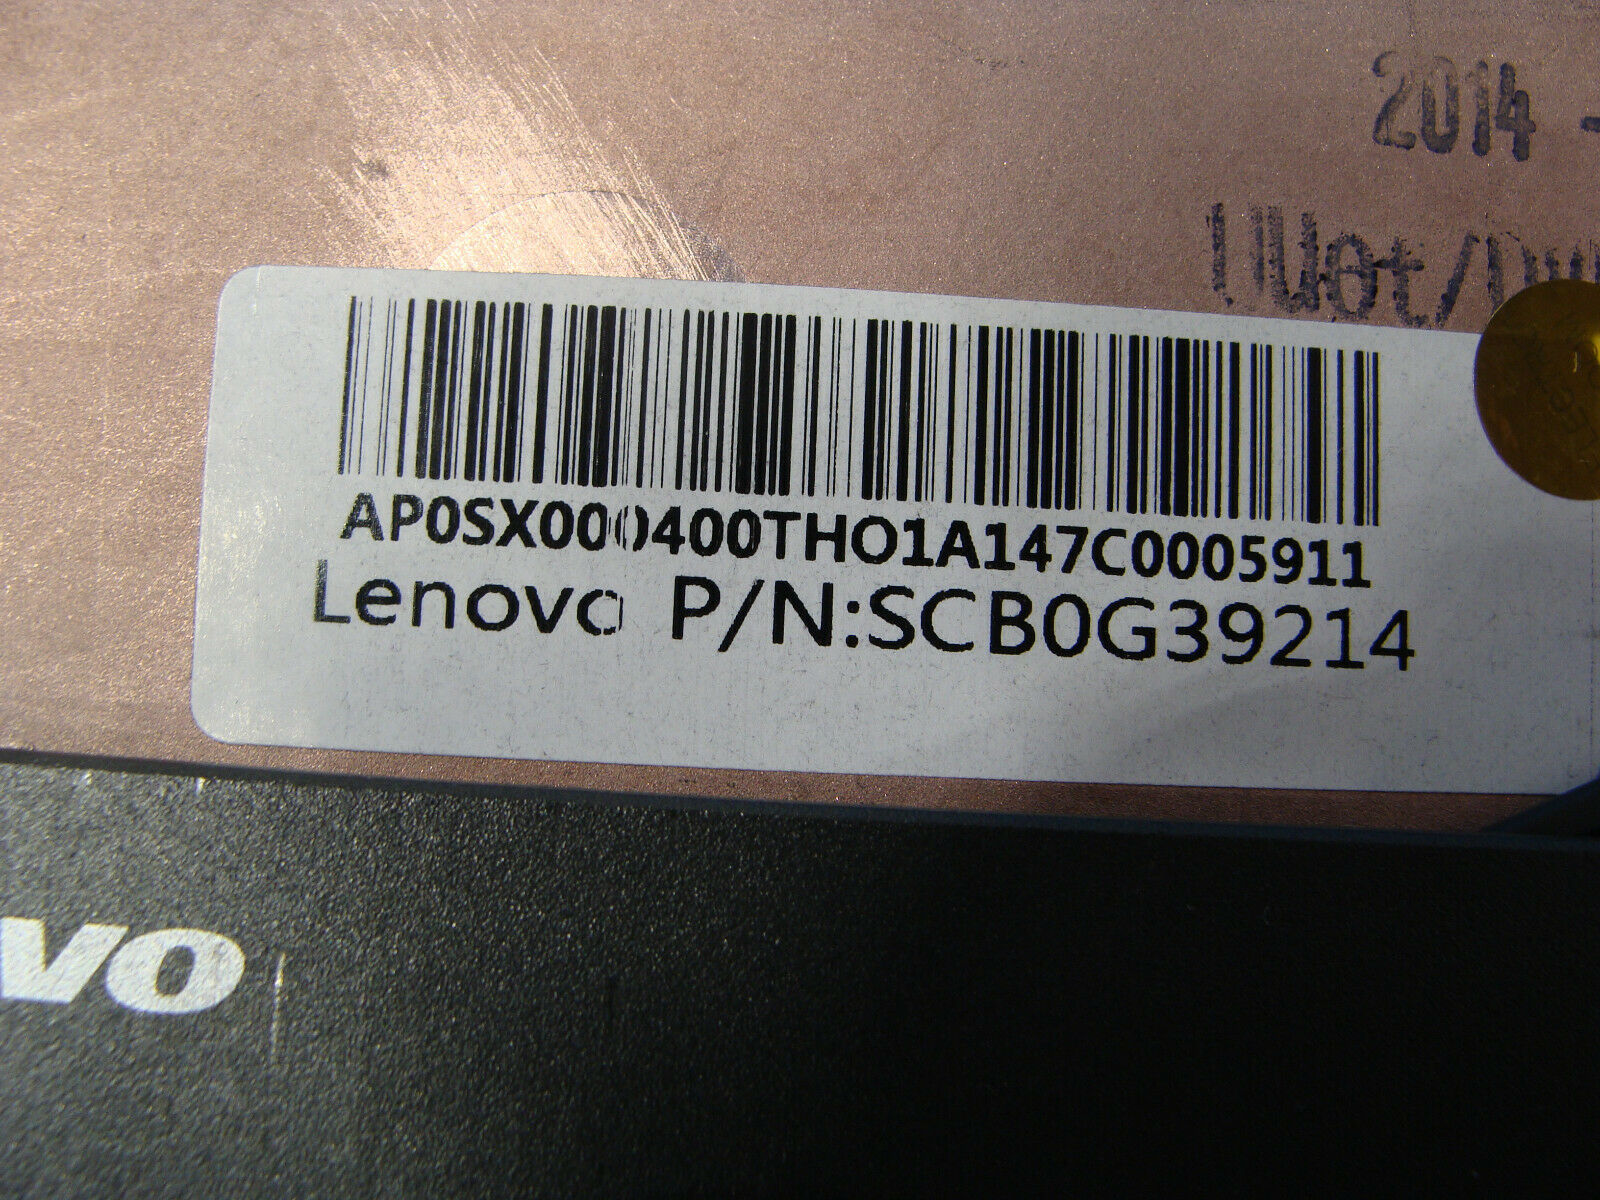 2014 -
AP0SX000400THO1A147C0005911
Lenovo P/N:SCB0G39214
vo